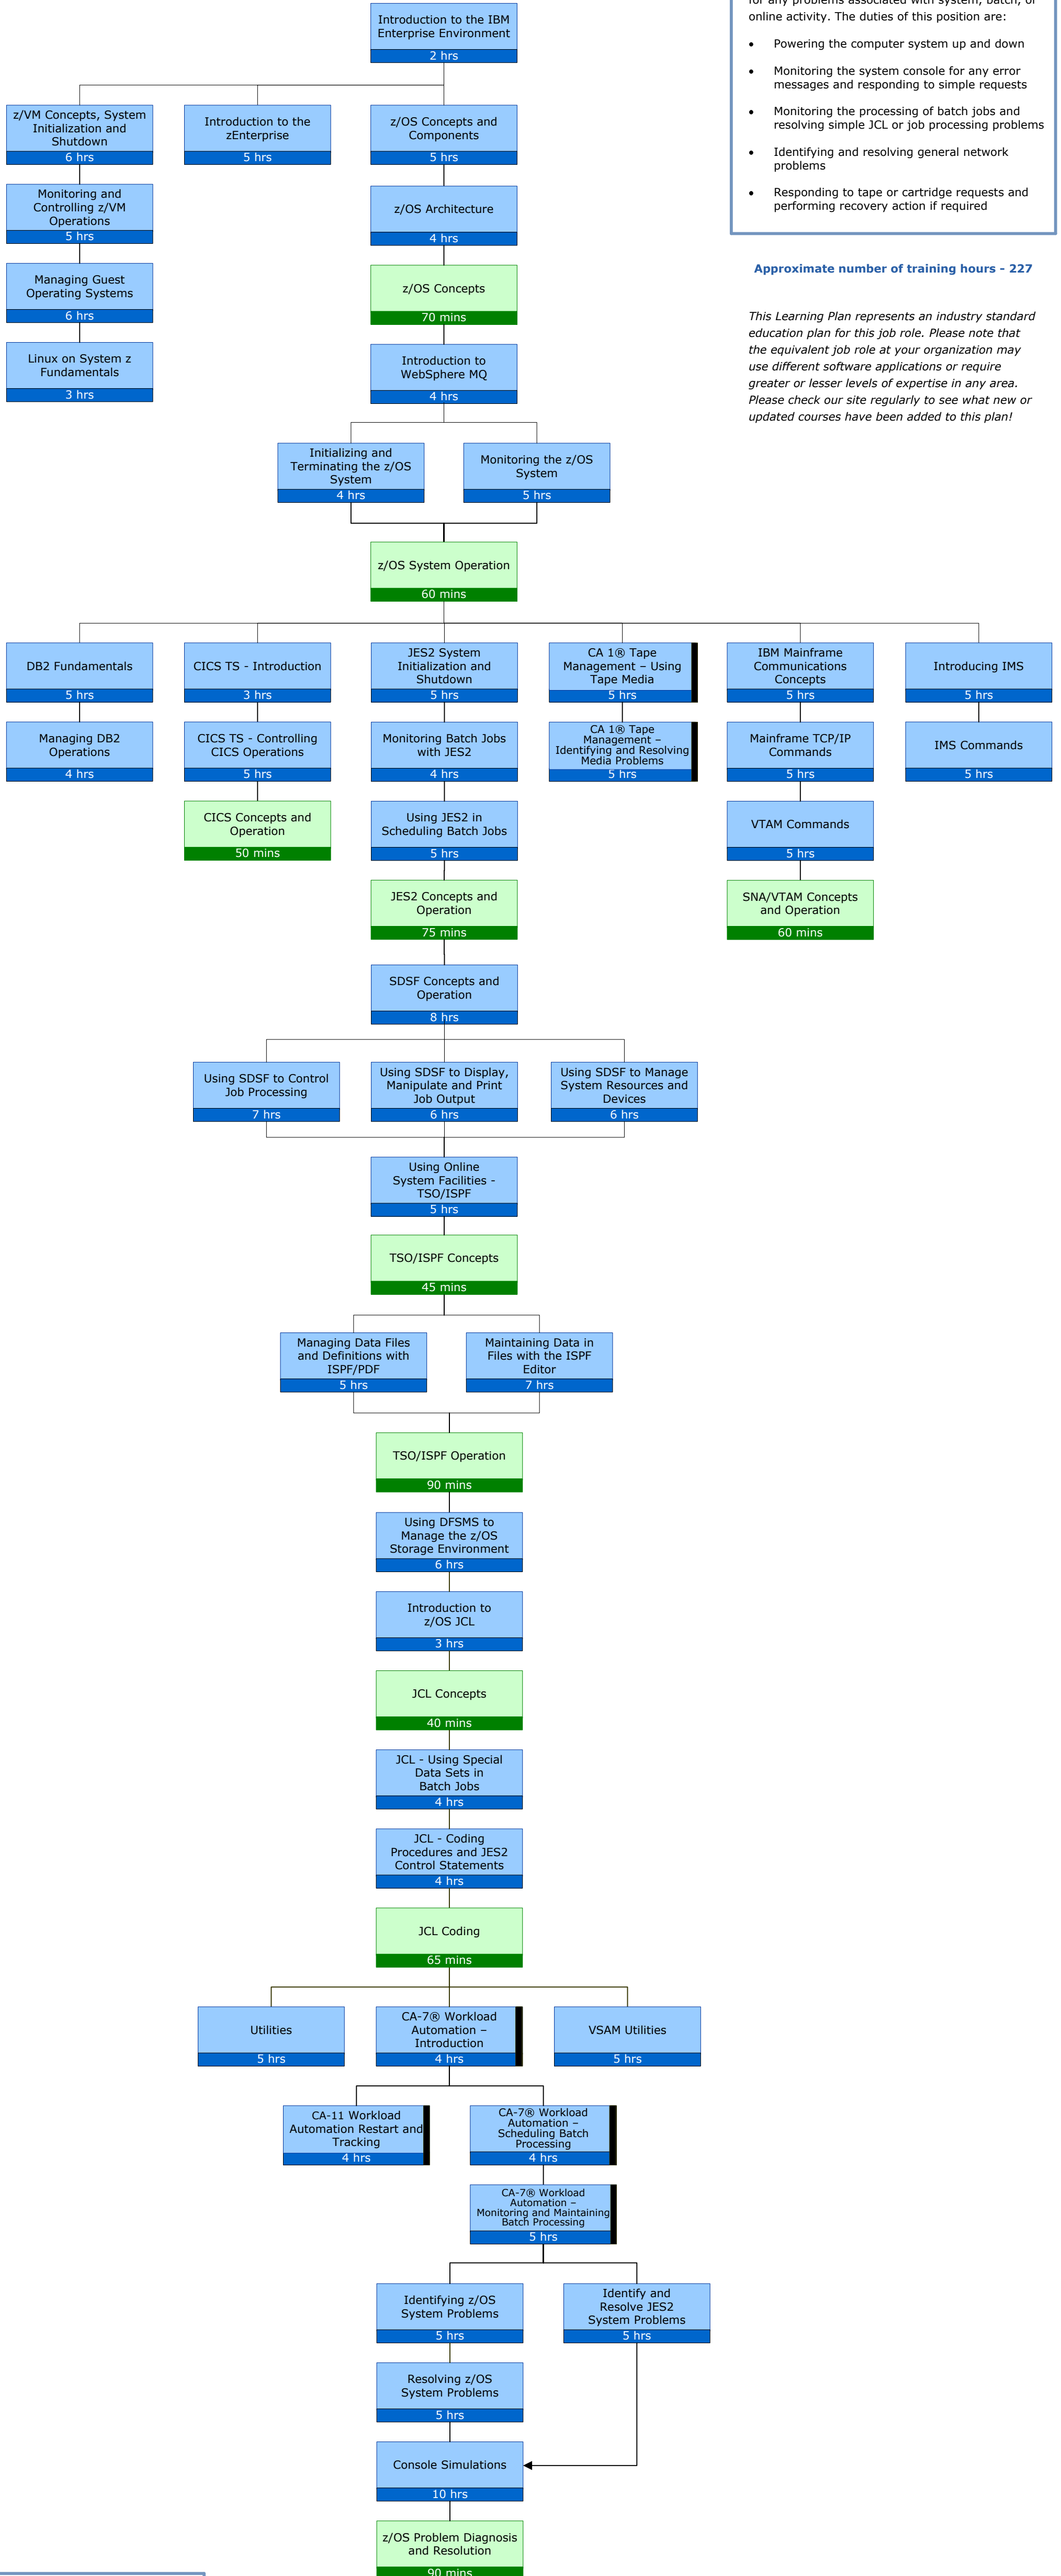 for any problems associated with system, batch, or
online activity. The duties of this position are:
• Powering the computer system up and down
• Monitoring the system console for any error
messages and responding to simple requests
• Monitoring the processing of batch jobs and
resolving simple JCL or job processing problems
• Identifying and resolving general network
problems
• Responding to tape or cartridge requests and
performing recovery action if required
Approximate number of training hours - 227
This Learning Plan represents an industry standard
education plan for this job role. Please note that
the equivalent job role at your organization may
use different software applications or require
greater or lesser levels of expertise in any area.
Please check our site regularly to see what new or
updated courses have been added to this plan!
Introduction to the IBM
Enterprise Environment
2 hrs
z/VM Concepts, System
Initialization and
Shutdown
6 hrs
Introduction to the
zEnterprise
5 hrs
z/OS Concepts and
Components
5 hrs
Monitoring and
Controlling z/VM
Operations
5 hrs
z/OS Architecture
4 hrs
Managing Guest
Operating Systems
6 hrs
z/OS Concepts
70 mins
Linux on System z
Fundamentals
3 hrs
Introduction to
WebSphere MQ
4 hrs
Initializing and
Terminating the z/OS
System
4 hrs
Monitoring the z/OS
System
5 hrs
z/OS System Operation
60 mins
DB2 Fundamentals
5 hrs
CICS TS - Introduction
3 hrs
JES2 System
Initialization and
Shutdown
5 hrs
CA 1® Tape
Management – Using
Tape Media
5 hrs
IBM Mainframe
Communications
Concepts
5 hrs
Introducing IMS
5 hrs
Managing DB2
Operations
4 hrs
CICS TS - Controlling
CICS Operations
5 hrs
Monitoring Batch Jobs
with JES2
4 hrs
CA 1® Tape
Management –
Identifying and Resolving
Media Problems
5 hrs
Mainframe TCP/IP
Commands
5 hrs
IMS Commands
5 hrs
CICS Concepts and
Operation
50 mins
Using JES2 in
Scheduling Batch Jobs
5 hrs
VTAM Commands
5 hrs
JES2 Concepts and
Operation
75 mins
SNA/VTAM Concepts
and Operation
60 mins
SDSF Concepts and
Operation
8 hrs
Using SDSF to Control
Job Processing
7 hrs
Using SDSF to Display,
Manipulate and Print
Job Output
6 hrs
Using SDSF to Manage
System Resources and
Devices
6 hrs
Using Online
System Facilities -
TSO/ISPF
5 hrs
TSO/ISPF Concepts
45 mins
Managing Data Files
and Definitions with
ISPF/PDF
5 hrs
Maintaining Data in
Files with the ISPF
Editor
7 hrs
TSO/ISPF Operation
90 mins
Using DFSMS to
Manage the z/OS
Storage Environment
6 hrs
Introduction to
z/OS JCL
3 hrs
JCL Concepts
40 mins
JCL - Using Special
Data Sets in
Batch Jobs
4 hrs
JCL - Coding
Procedures and JES2
Control Statements
4 hrs
JCL Coding
65 mins
Utilities
5 hrs
CA-7® Workload
Automation –
Introduction
4 hrs
VSAM Utilities
5 hrs
CA-11 Workload
Automation Restart and
Tracking
4 hrs
CA-7® Workload
Automation –
Scheduling Batch
Processing
4 hrs
CA-7® Workload
Automation –
Monitoring and Maintaining
Batch Processing
5 hrs
Identifying z/OS
System Problems
5 hrs
Identify and
Resolve JES2
System Problems
5 hrs
Resolving z/OS
System Problems
5 hrs
Console Simulations
10 hrs
z/OS Problem Diagnosis
and Resolution
90 mins